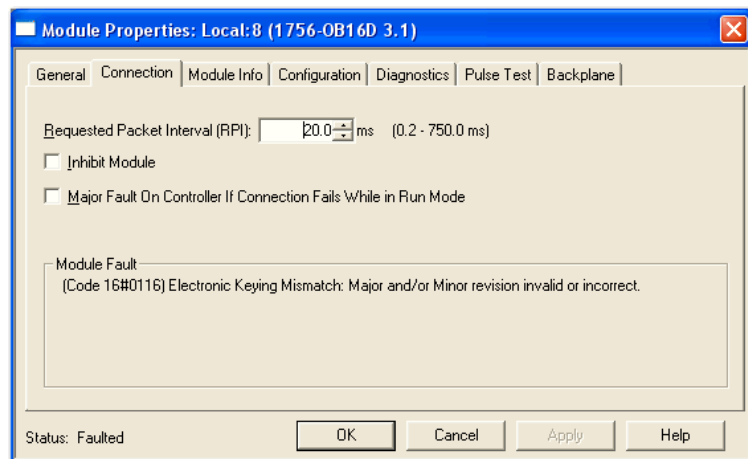 Module Properties: Local:8 (1756-OB16D 3.1)
General Connection Module Info Configuration Diagnostics Pulse Test Backplane
Requested Packet Interval (RPI): 20.0 ms (0.2 - 750.0 ms)
Inhibit Module
Major Fault On Controller If Connection Fails While in Run Mode
Module Fault
(Code 16#0116) Electronic Keying Mismatch: Major and/or Minor revision invalid or incorrect.
Status: Faulted OK Cancel Apply Help